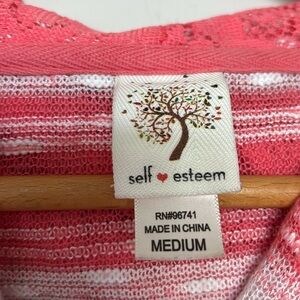 self ❤ esteem
RN#96741
MADE IN CHINA
MEDIUM